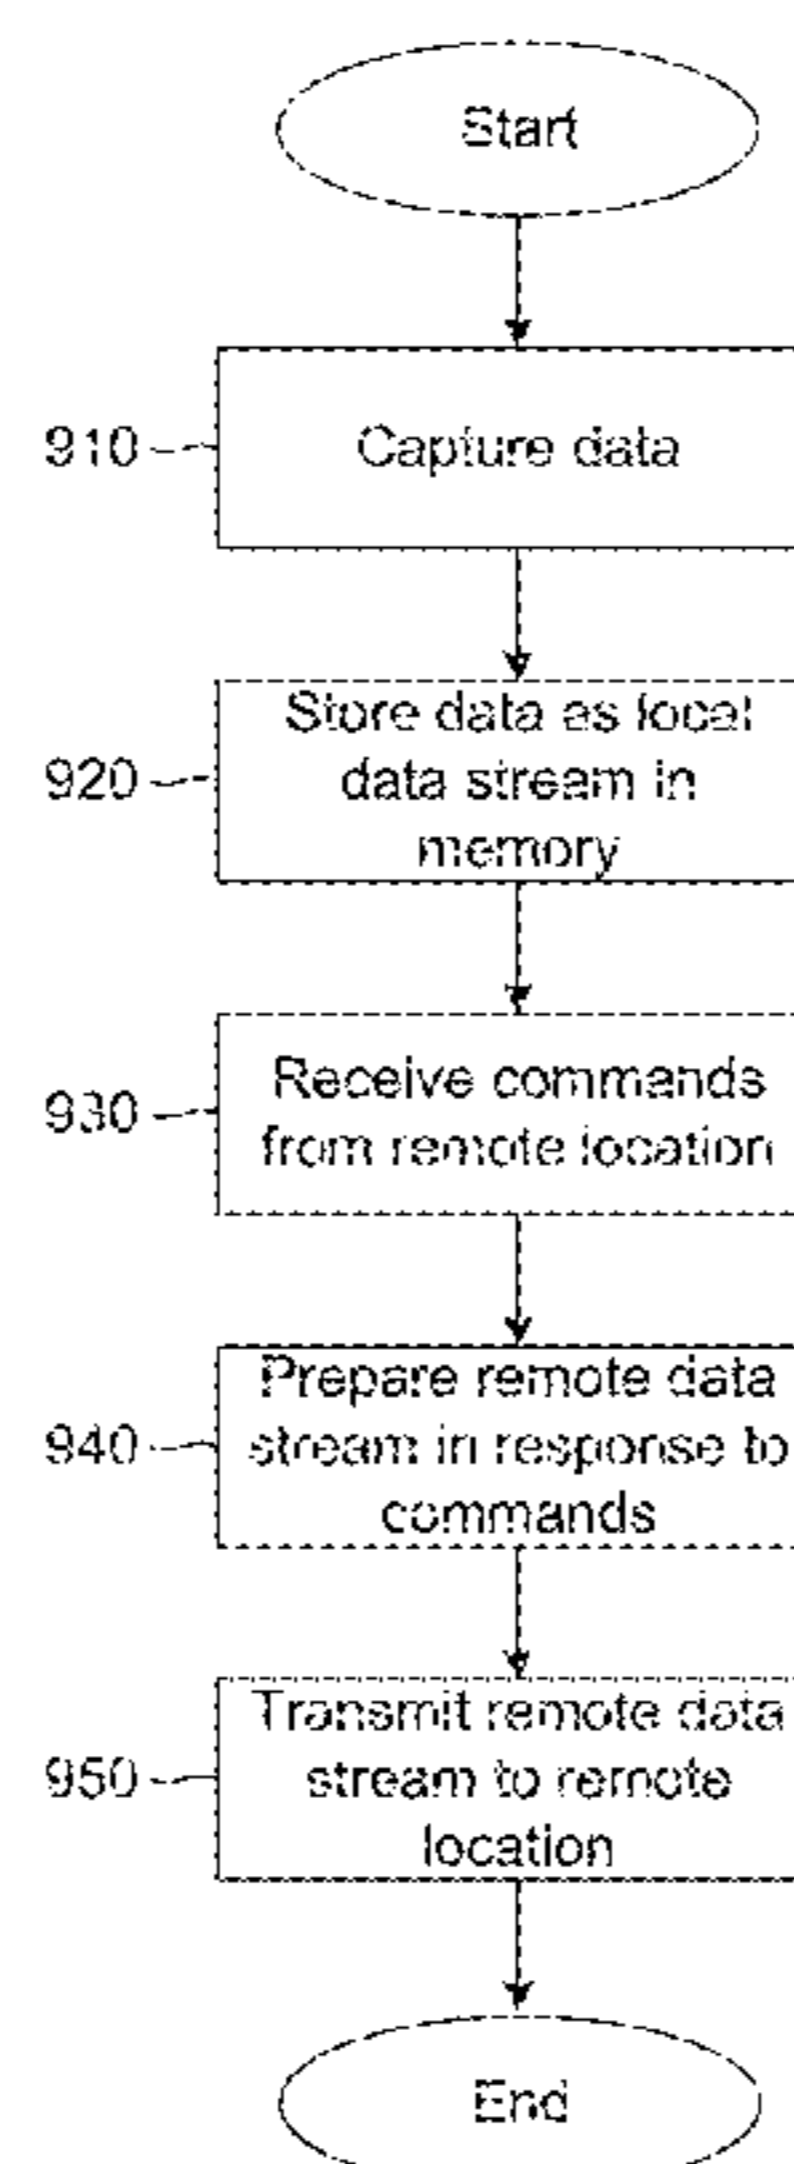 Start
910
Capture data
920
Store data as local
data stream in
memory
930
Receive commands
from remote location
940
Prepare remote data
stream in response to
commands
950
Transmit remote data
stream to remote
location
End